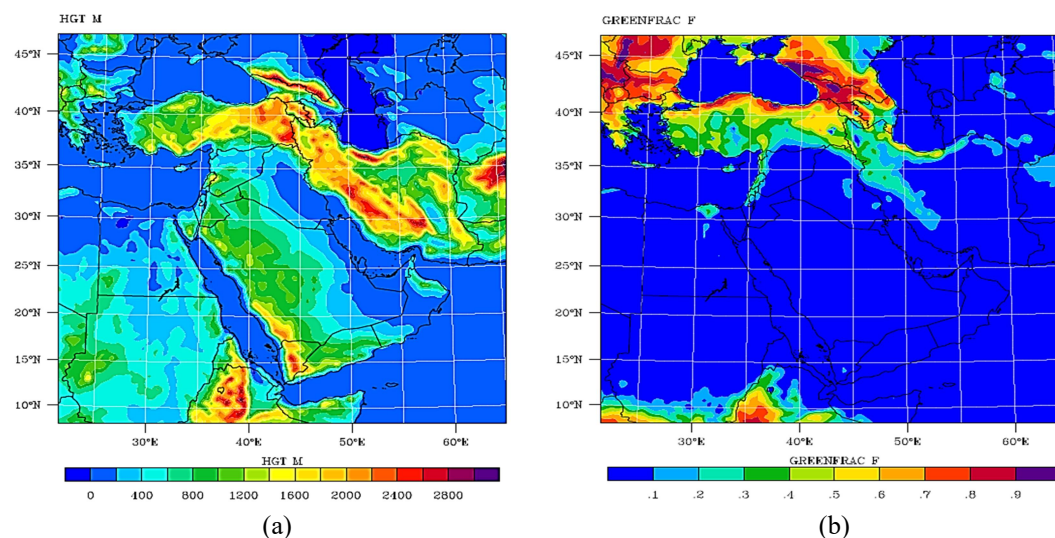 HGT M
45°N
40°N
35°N
30°N
25°N
20°N
15°N
10°N
30°E
40°E
50°E
60°E
HGT M
0 400 800 1200 1600 2000 2400 2800
(a)
GREENFRAC F
45°N
40°N
35°N
30°N
25°N
20°N
15°N
10°N
30°E
40°E
50°E
60°E
GREENFRAC F
.1 .2 .3 .4 .5 .6 .7 .8 .9
(b)